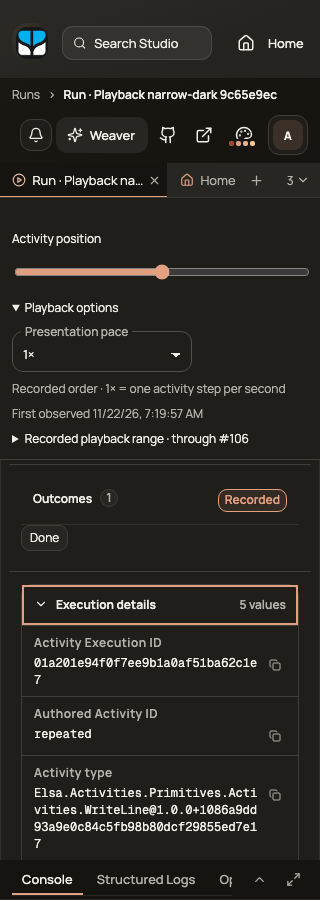 Search Studio
Home
Runs › Run · Playback narrow-dark 9c65e9ec
Weaver
A
Run · Playback na...
Home
3
Activity position
Playback options
Presentation pace
1×
Recorded order · 1× = one activity step per second
First observed 11/22/26, 7:19:57 AM
Recorded playback range · through #106
Outcomes 1
Recorded
Done
Execution details
5 values
Activity Execution ID
01a201e94f0f7ee9b1a0af51ba62c1e
7
Authored Activity ID
repeated
Activity type
Elsa.Activities.Primitives.Acti
vities.WriteLine@1.0.0+1086a9dd
93a9e0c84c5fb98b80dcf29855ed7e1
7
Console
Structured Logs